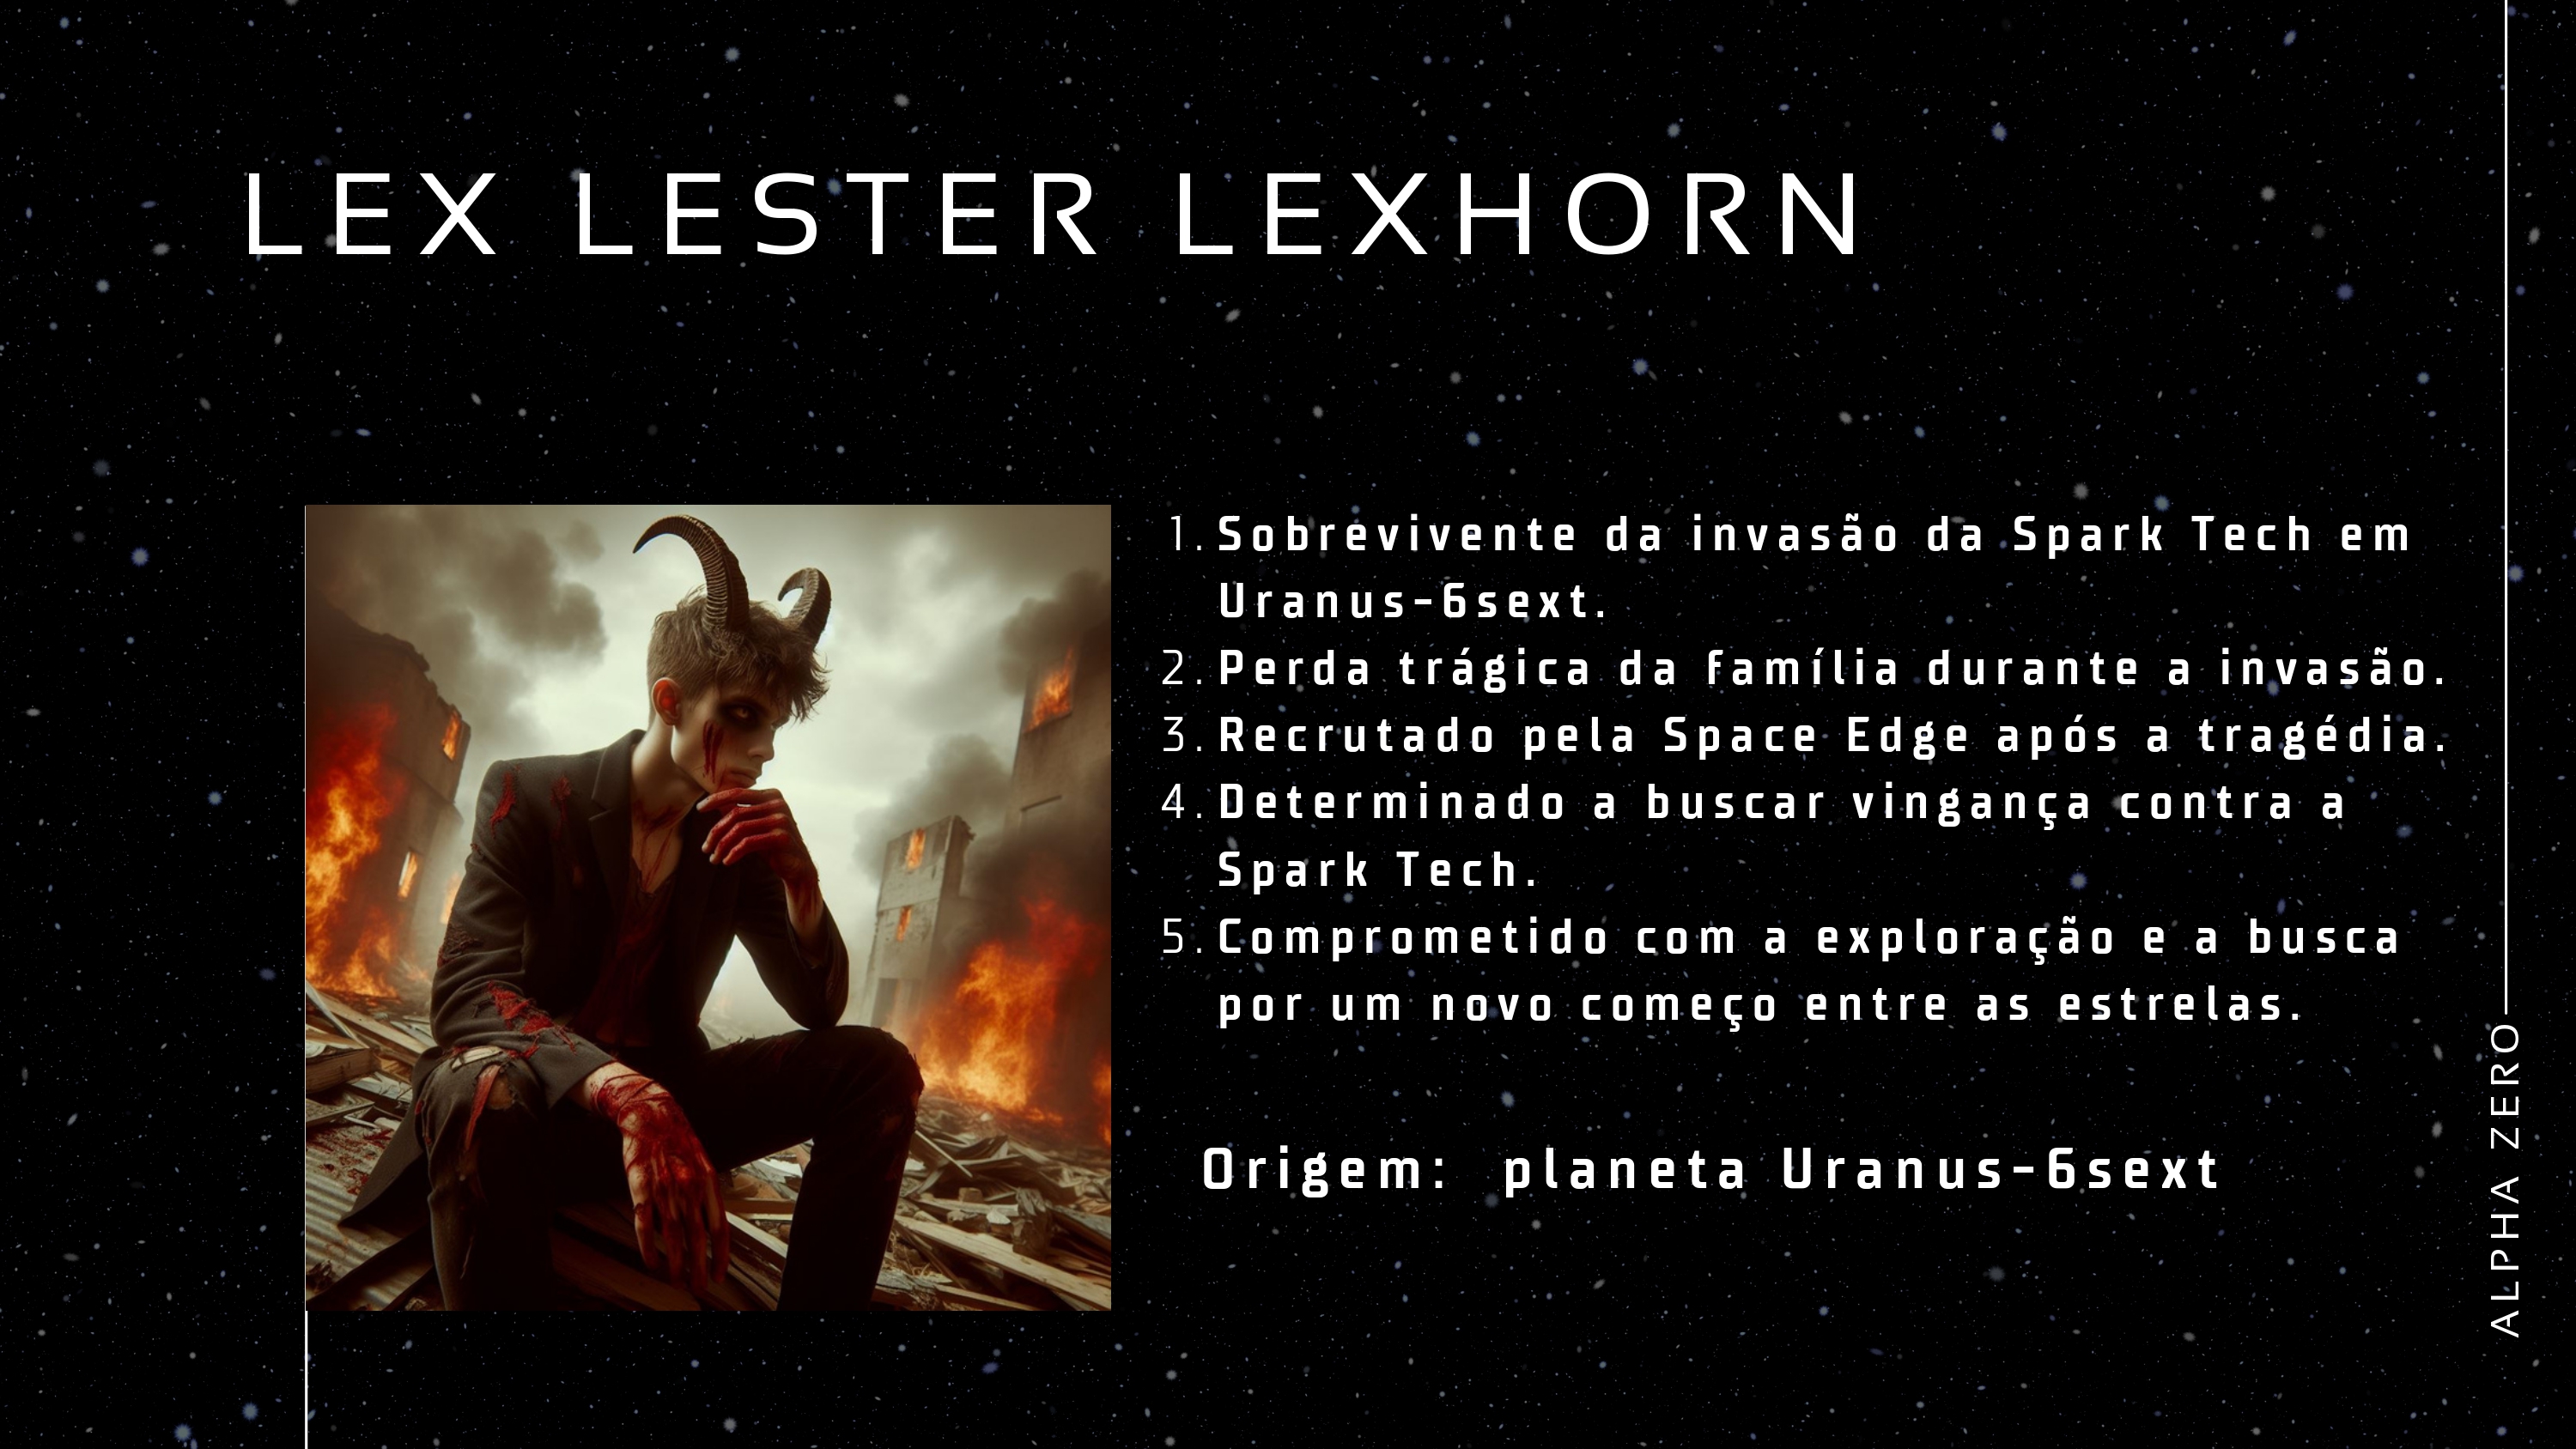 LEX LESTER LEXHORN
1. Sobrevivente da invasão da Spark Tech em
Uranus-6sext.
2. Perda trágica da família durante a invasão.
3. Recrutado pela Space Edge após a tragédia.
4. Determinado a buscar vingança contra a
Spark Tech.
5. Comprometido com a exploração e a busca
por um novo começo entre as estrelas.
Origem: planeta Uranus-6sext
ALPHA ZERO